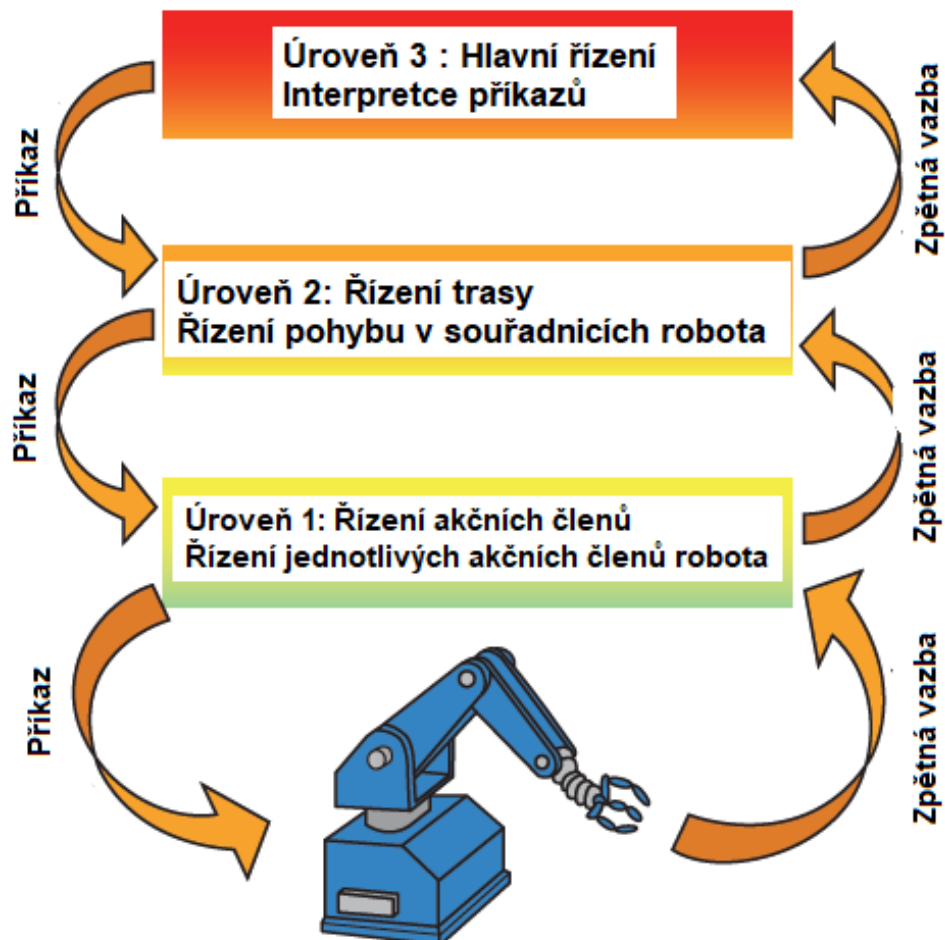 Úroveň 3 : Hlavní řízení
Interpretce příkazů
Příkaz
Zpětná vazba
Úroveň 2: Řízení trasy
Řízení pohybu v souřadnicích robota
Příkaz
Zpětná vazba
Úroveň 1: Řízení akčních členů
Řízení jednotlivých akčních členů robota
Příkaz
Zpětná vazba